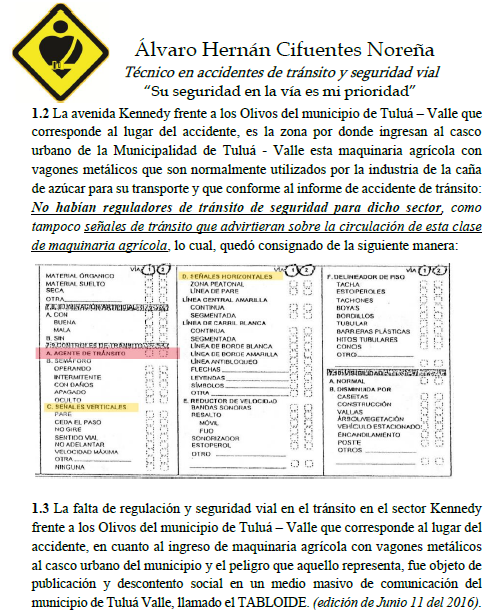 Álvaro Hernán Cifuentes Noreña
Técnico en accidentes de tránsito y seguridad vial
“Su seguridad en la vía es mi prioridad”
1.2 La avenida Kennedy frente a los Olivos del municipio de Tuluá – Valle que
corresponde al lugar del accidente, es la zona por donde ingresan al casco
urbano de la Municipalidad de Tuluá - Valle esta maquinaria agrícola con
vagones metálicos que son normalmente utilizados por la industria de la caña
de azúcar para su transporte y que conforme al informe de accidente de tránsito:
No habían reguladores de tránsito de seguridad para dicho sector, como
tampoco señales de tránsito que advirtieran sobre la circulación de esta clase
de maquinaria agrícola, lo cual, quedó consignado de la siguiente manera:
VÍA 1 2
MATERIAL ÓRGANICO
MATERIAL SUELTO
SECA
OTRA
A. CON
BUENA
MALA
B. SIN
7.9 CONTROLES DE TRÁNSITO
A. AGENTE DE TRÁNSITO
B. SEMÁFORO
OPERANDO
INTERMITENTE
CON DAÑOS
APAGADO
OCULTO
C. SEÑALES VERTICALES
PARE
CEDA EL PASO
NO GIRE
SENTIDO VIAL
NO ADELANTAR
VELOCIDAD MÁXIMA
OTRA
NINGUNA
VÍA 1 2
D. SEÑALES HORIZONTALES
ZONA PEATONAL
LÍNEA DE PARE
LÍNEA CENTRAL AMARILLA
CONTINUA
SEGMENTADA
LÍNEA DE CARRIL BLANCA
CONTINUA
SEGMENTADA
LÍNEA DE BORDE BLANCA
LÍNEA DE BORDE AMARILLA
LÍNEA ANTIBLOQUEO
FLECHAS
LEYENDAS
SÍMBOLOS
OTRA
E. REDUCTOR DE VELOCIDAD
BANDAS SONORAS
RESALTO
MÓVIL
FIJO
SONORIZADOR
ESTOPEROL
OTRO
VÍA 1 2
F. DELINEADOR DE PISO
TACHA
ESTOPEROLES
TACHONES
BOYAS
BORDILLOS
TUBULAR
BARRERAS PLÁSTICAS
HITOS TUBULARES
CONOS
OTRO
A. NORMAL
B. DISMINUIDA POR
CASETAS
CONSTRUCCIÓN
VALLAS
ÁRBOL/VEGETACIÓN
VEHÍCULO ESTACIONADO
ENCANDILAMIENTO
POSTE
OTROS
1.3 La falta de regulación y seguridad vial en el tránsito en el sector Kennedy
frente a los Olivos del municipio de Tuluá – Valle que corresponde al lugar del
accidente, en cuanto al ingreso de maquinaria agrícola con vagones metálicos
al casco urbano del municipio y el peligro que aquello representa, fue objeto de
publicación y descontento social en un medio masivo de comunicación del
municipio de Tuluá Valle, llamado el TABLOIDE. (edición de Junio 11 del 2016).